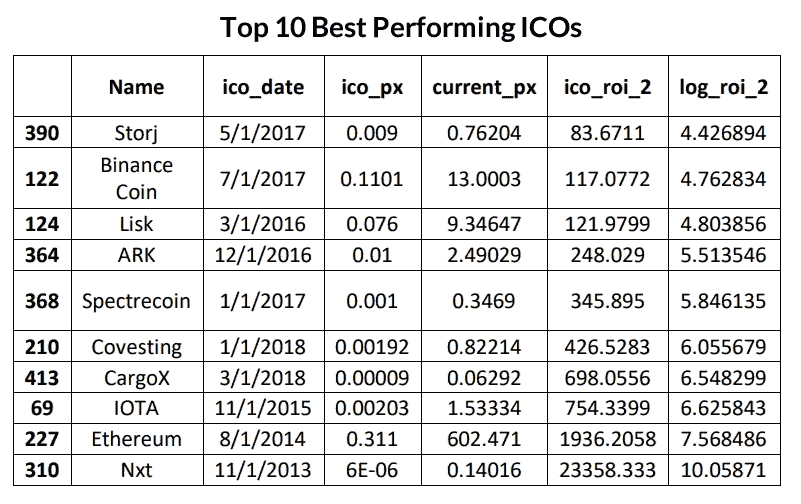 Top 10 Best Performing ICOs
Name ico_date ico_px current_px ico_roi_2 log_roi_2
390 Storj 5/1/2017 0.009 0.76204 83.6711 4.426894
122 Binance Coin 7/1/2017 0.1101 13.0003 117.0772 4.762834
124 Lisk 3/1/2016 0.076 9.34647 121.9799 4.803856
364 ARK 12/1/2016 0.01 2.49029 248.029 5.513546
368 Spectrecoin 1/1/2017 0.001 0.3469 345.895 5.846135
210 Covesting 1/1/2018 0.00192 0.82214 426.5283 6.055679
413 CargoX 3/1/2018 0.00009 0.06292 698.0556 6.548299
69 IOTA 11/1/2015 0.00203 1.53334 754.3399 6.625843
227 Ethereum 8/1/2014 0.311 602.471 1936.2058 7.568486
310 Nxt 11/1/2013 6E-06 0.14016 23358.333 10.05871